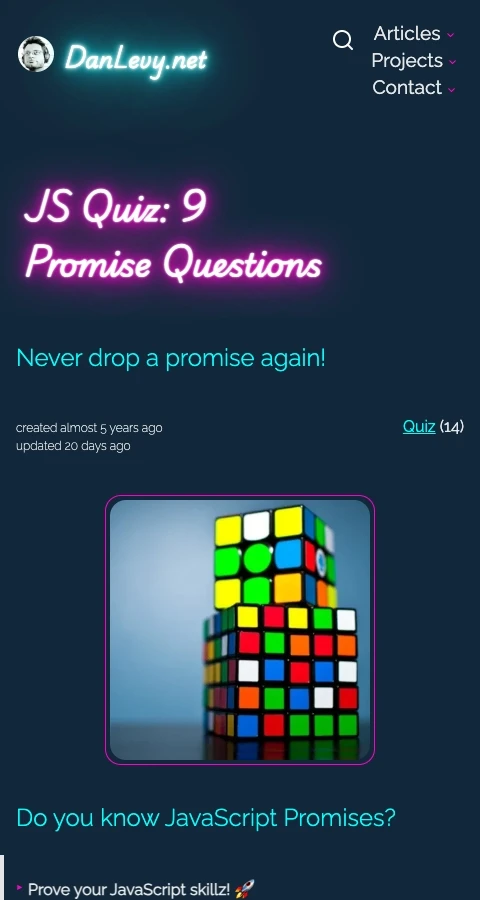 DanLevy.net
Articles
Projects
Contact
JS Quiz: 9
Promise Questions
Never drop a promise again!
created almost 5 years ago
updated 20 days ago
Quiz (14)
Do you know JavaScript Promises?
Prove your JavaScript skillz! 🚀